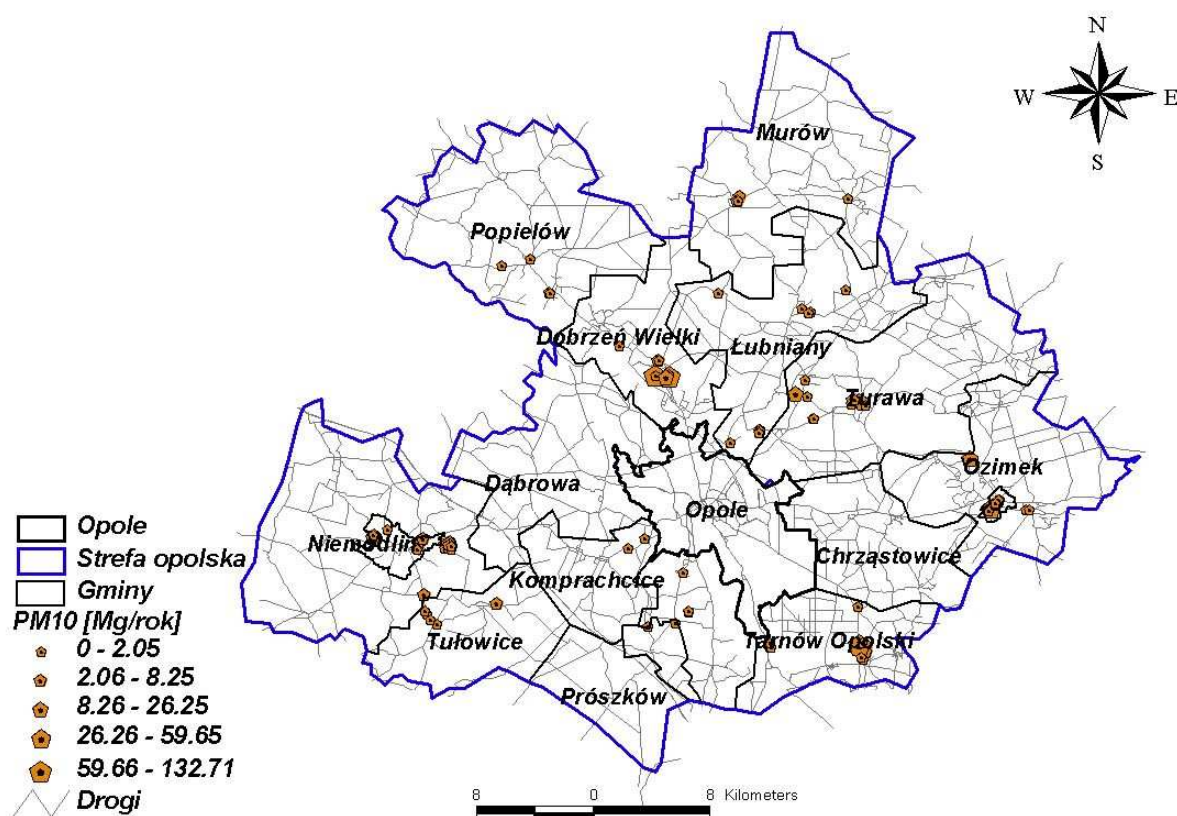 N
W E
S
Murów
Popielów
Dobrzeń Wielki
Łubniany
Turawa
Ozimek
Dąbrowa
Opole
Niemodlin
Chrząstowice
Komprachcice
Tułowice
Tarnów Opolski
Prószków
Opole
Strefa opolska
Gminy
PM10 [Mg/rok]
0 - 2.05
2.06 - 8.25
8.26 - 26.25
26.26 - 59.65
59.66 - 132.71
Drogi
8 0 8 Kilometers